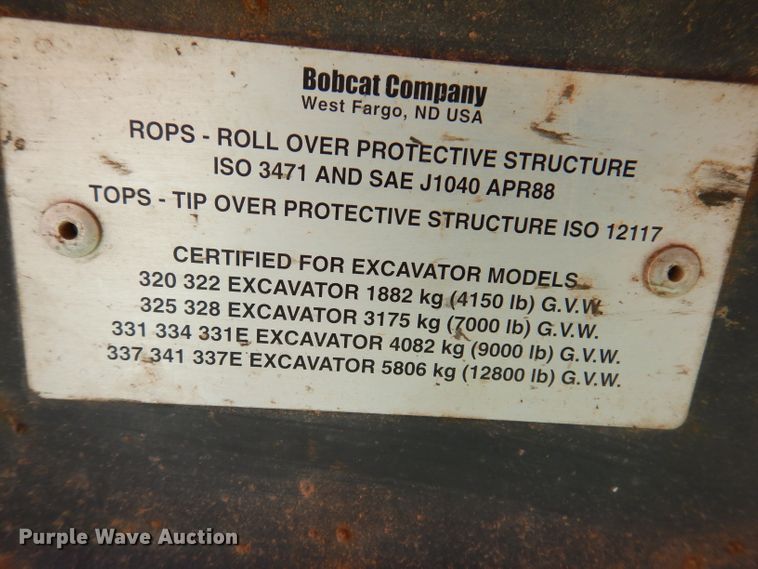 Bobcat Company
West Fargo, ND USA
ROPS - ROLL OVER PROTECTIVE STRUCTURE
ISO 3471 AND SAE J1040 APR88
TOPS - TIP OVER PROTECTIVE STRUCTURE ISO 12117
CERTIFIED FOR EXCAVATOR MODELS
320 322 EXCAVATOR 1882 kg (4150 lb) G.V.W.
325 328 EXCAVATOR 3175 kg (7000 lb) G.V.W.
331 334 331E EXCAVATOR 4082 kg (9000 lb) G.V.W.
337 341 337E EXCAVATOR 5806 kg (12800 lb) G.V.W.
Purple Wave Auction